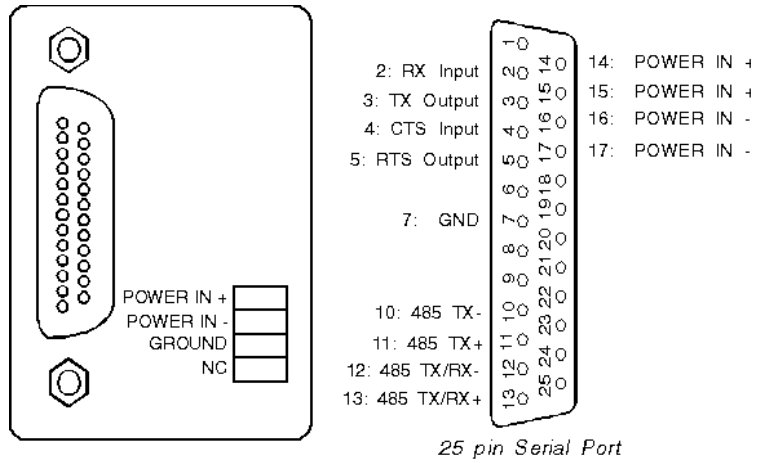 POWER IN +
POWER IN -
GROUND
NC
2: RX Input
3: TX Output
4: CTS Input
5: RTS Output
7: GND
10: 485 TX-
11: 485 TX+
12: 485 TX/RX-
13: 485 TX/RX+
1
2
3
4
5
6
7
8
9
10
11
12
13
14
15
16
17
18
19
20
21
22
23
24
25
14: POWER IN +
15: POWER IN +
16: POWER IN -
17: POWER IN -
25 pin Serial Port